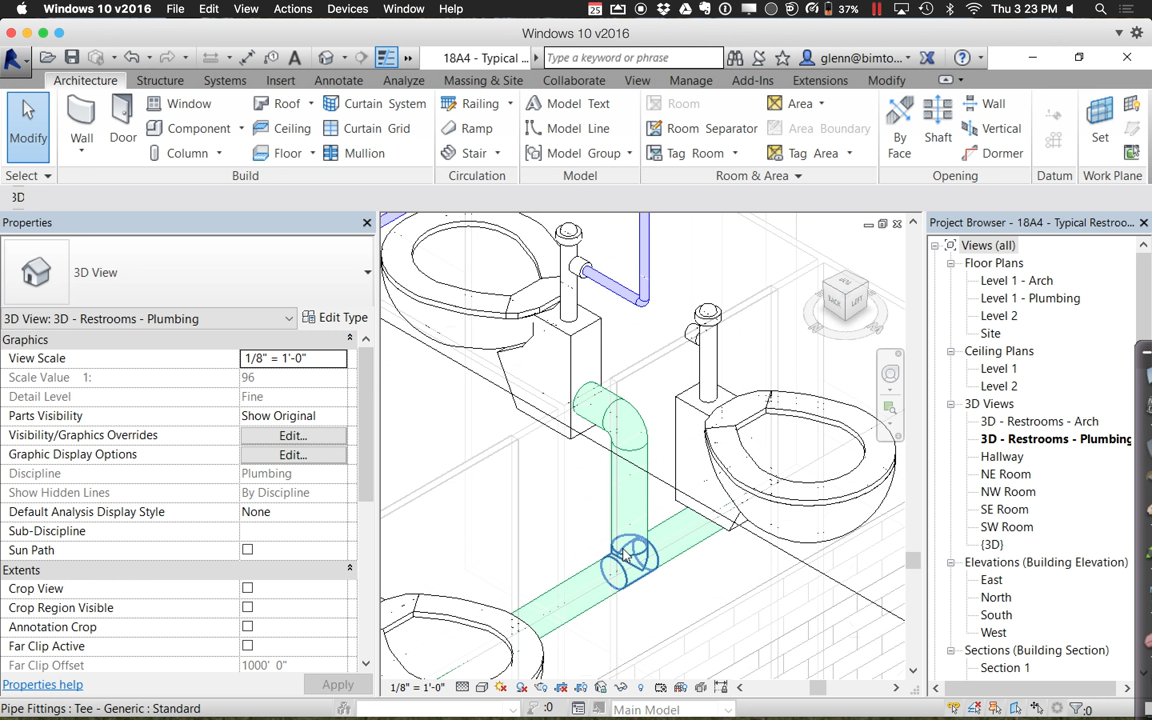 Windows 10 v2016 File Edit View Actions Devices Window Help 25 37% Thu 3 23 PM
Windows 10 v2016
18A4 - Typical ... Type a keyword or phrase glenn@bimto...
Architecture Structure Systems Insert Annotate Analyze Massing & Site Collaborate View Manage Add-Ins Extensions Modify
Modify
Wall
Door
Window
Component
Column
Roof
Ceiling
Floor
Curtain System
Curtain Grid
Mullion
Railing
Ramp
Stair
Model Text
Model Line
Model Group
Room
Room Separator
Tag Room
Area
Area Boundary
Tag Area
By Face
Shaft
Wall
Vertical
Dormer
Set
Select Build Circulation Model Room & Area Opening Datum Work Plane
3D
Properties
3D View
3D View: 3D - Restrooms - Plumbing Edit Type
Graphics
View Scale 1/8" = 1'-0"
Scale Value 1: 96
Detail Level Fine
Parts Visibility Show Original
Visibility/Graphics Overrides Edit...
Graphic Display Options Edit...
Discipline Plumbing
Show Hidden Lines By Discipline
Default Analysis Display Style None
Sub-Discipline
Sun Path
Extents
Crop View
Crop Region Visible
Annotation Crop
Far Clip Active
Far Clip Offset 1000' 0"
Properties help Apply
BACK LEFT
1/8" = 1'-0"
Project Browser - 18A4 - Typical Restroo...
Views (all)
Floor Plans
Level 1 - Arch
Level 1 - Plumbing
Level 2
Site
Ceiling Plans
Level 1
Level 2
3D Views
3D - Restrooms - Arch
3D - Restrooms - Plumbing
Hallway
NE Room
NW Room
SE Room
SW Room
{3D}
Elevations (Building Elevation)
East
North
South
West
Sections (Building Section)
Section 1
Pipe Fittings : Tee - Generic : Standard :0 Main Model :0